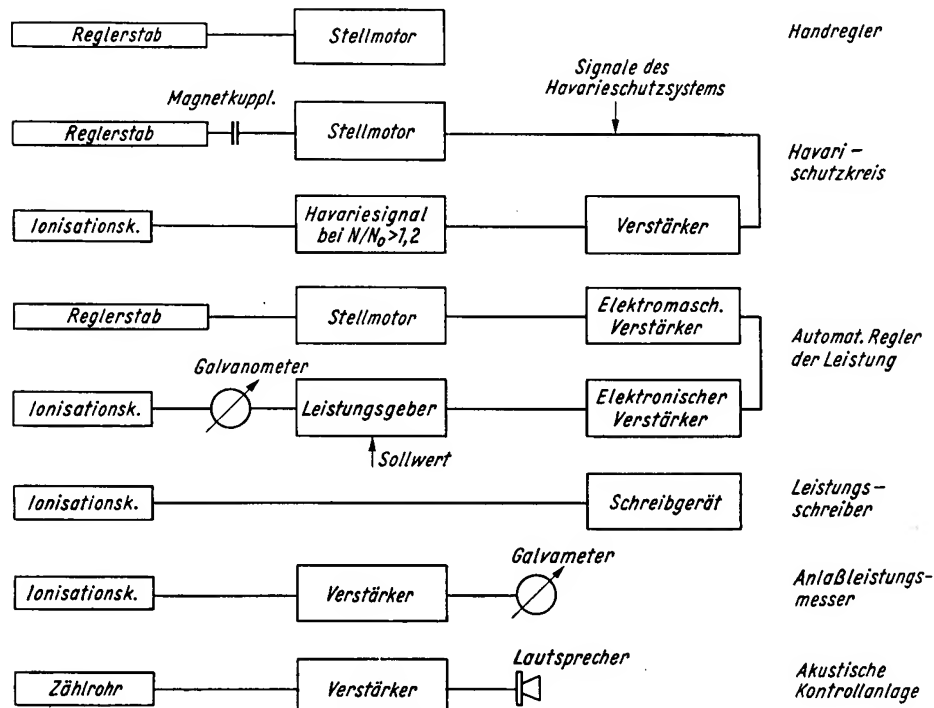 Reglerstab
Stellmotor
Handregler
Signale des
Havarieschutzsystems
Magnetkuppl.
Reglerstab
Stellmotor
Havari-
schutzkreis
Ionisationsk.
Havariesignal
bei N/N₀>1,2
Verstärker
Reglerstab
Stellmotor
Elektromasch.
Verstärker
Automat. Regler
der Leistung
Galvanometer
Ionisationsk.
Leistungsgeber
Elektronischer
Verstärker
Sollwert
Ionisationsk.
Schreibgerät
Leistungs-
schreiber
Galvameter
Ionisationsk.
Verstärker
Anlaßleistungs-
messer
Lautsprecher
Zählrohr
Verstärker
Akustische
Kontrollanlage